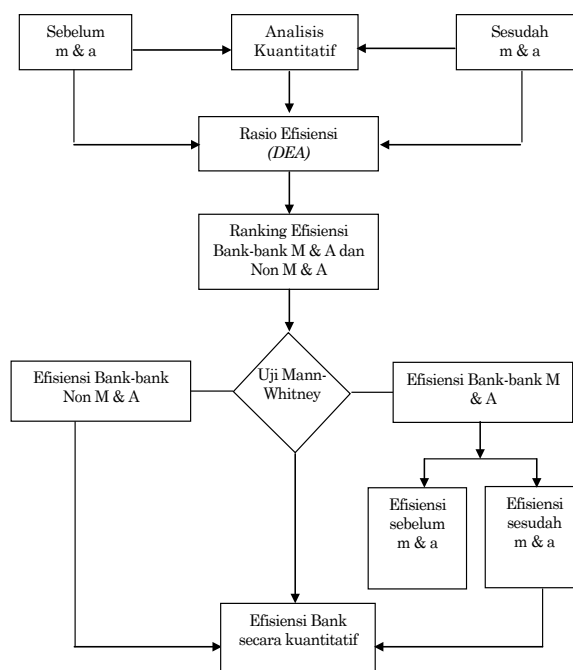 Sebelum
m & a
Analisis
Kuantitatif
Sesudah
m & a
Rasio Efisiensi
(DEA)
Ranking Efisiensi
Bank-bank M & A dan
Non M & A
Efisiensi Bank-bank
Non M & A
Uji Mann-
Whitney
Efisiensi Bank-bank M
& A
Efisiensi
sebelum
m & a
Efisiensi
sesudah
m & a
Efisiensi Bank
secara kuantitatif